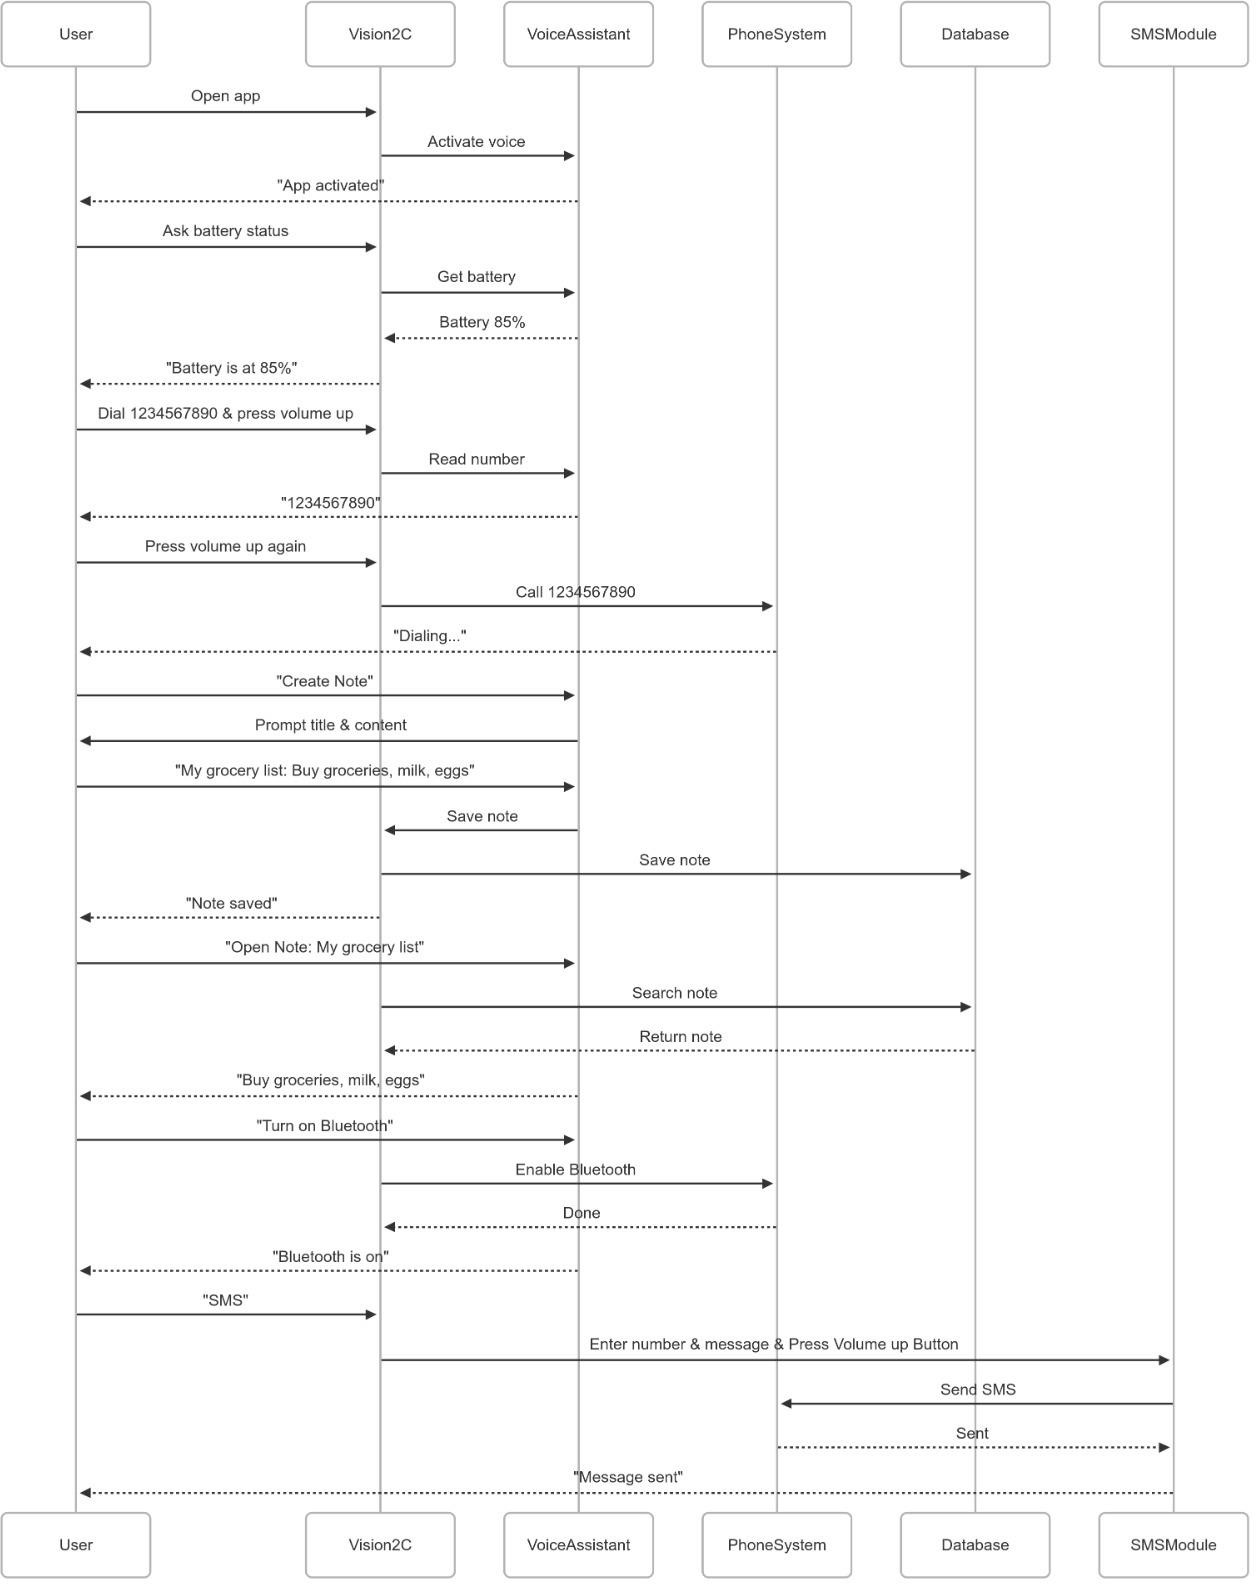 User
Vision2C
VoiceAssistant
PhoneSystem
Database
SMSModule
Open app
Activate voice
"App activated"
Ask battery status
Get battery
Battery 85%
"Battery is at 85%"
Dial 1234567890 & press volume up
Read number
"1234567890"
Press volume up again
Call 1234567890
"Dialing..."
"Create Note"
Prompt title & content
"My grocery list: Buy groceries, milk, eggs"
Save note
Save note
"Note saved"
"Open Note: My grocery list"
Search note
Return note
"Buy groceries, milk, eggs"
"Turn on Bluetooth"
Enable Bluetooth
Done
"Bluetooth is on"
"SMS"
Enter number & message & Press Volume up Button
Send SMS
Sent
"Message sent"
User
Vision2C
VoiceAssistant
PhoneSystem
Database
SMSModule